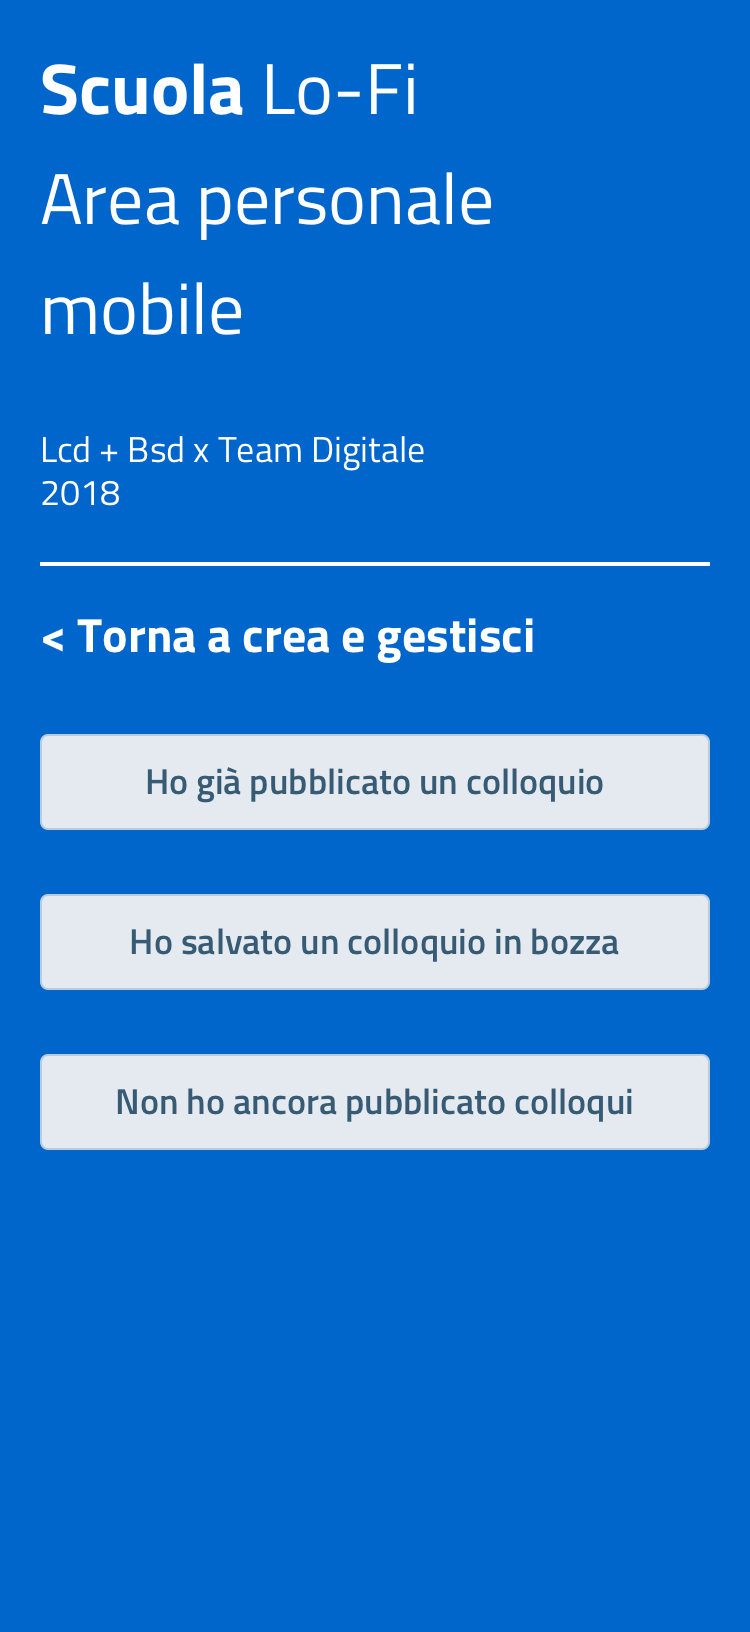 Scuola Lo-Fi
Area personale
mobile
Lcd + Bsd x Team Digitale
2018
< Torna a crea e gestisci
Ho già pubblicato un colloquio
Ho salvato un colloquio in bozza
Non ho ancora pubblicato colloqui